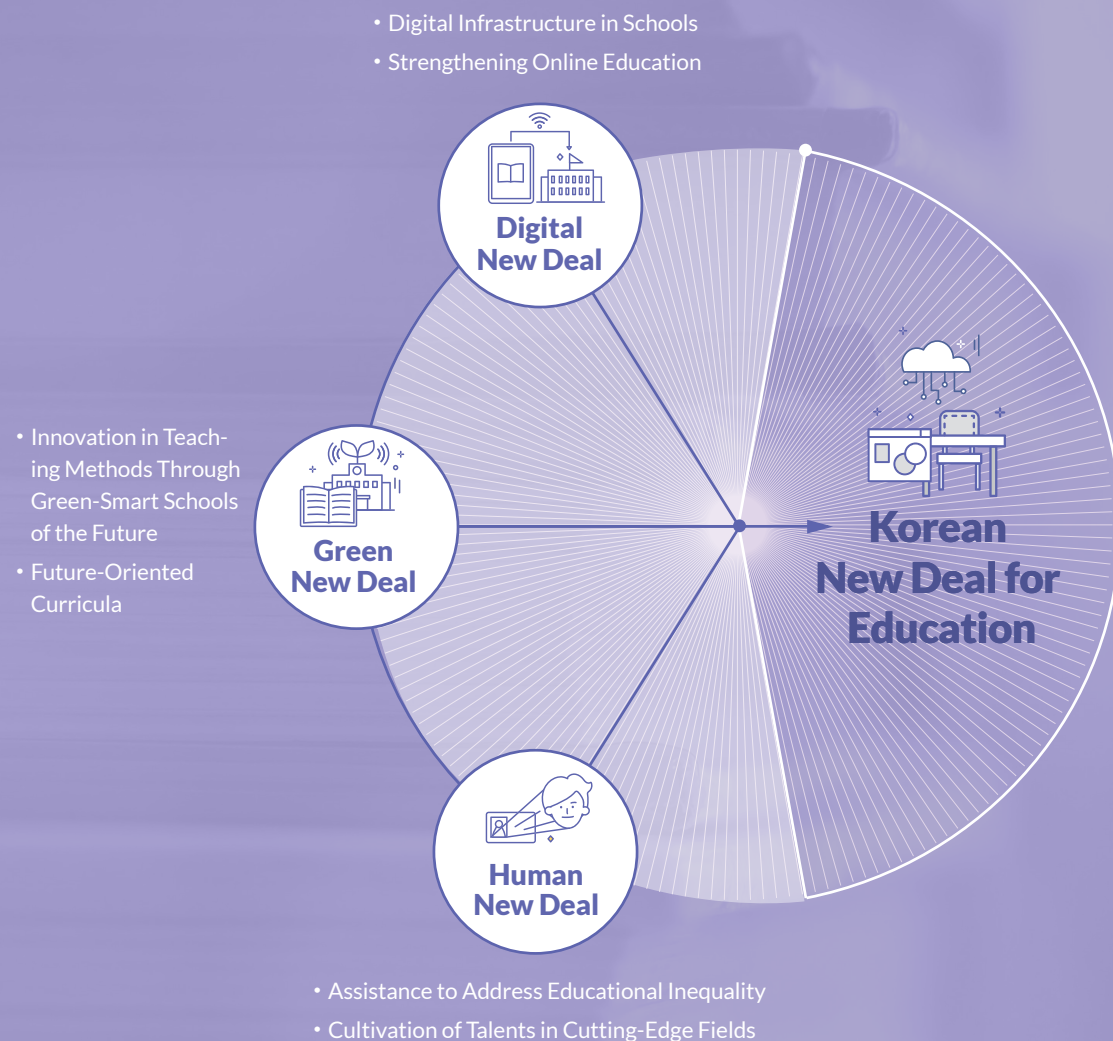 • Digital Infrastructure in Schools
• Strengthening Online Education
Digital
New Deal
• Innovation in Teach-
ing Methods Through
Green-Smart Schools
of the Future
• Future-Oriented
Curricula
Green
New Deal
Korean
New Deal for
Education
Human
New Deal
• Assistance to Address Educational Inequality
• Cultivation of Talents in Cutting-Edge Fields